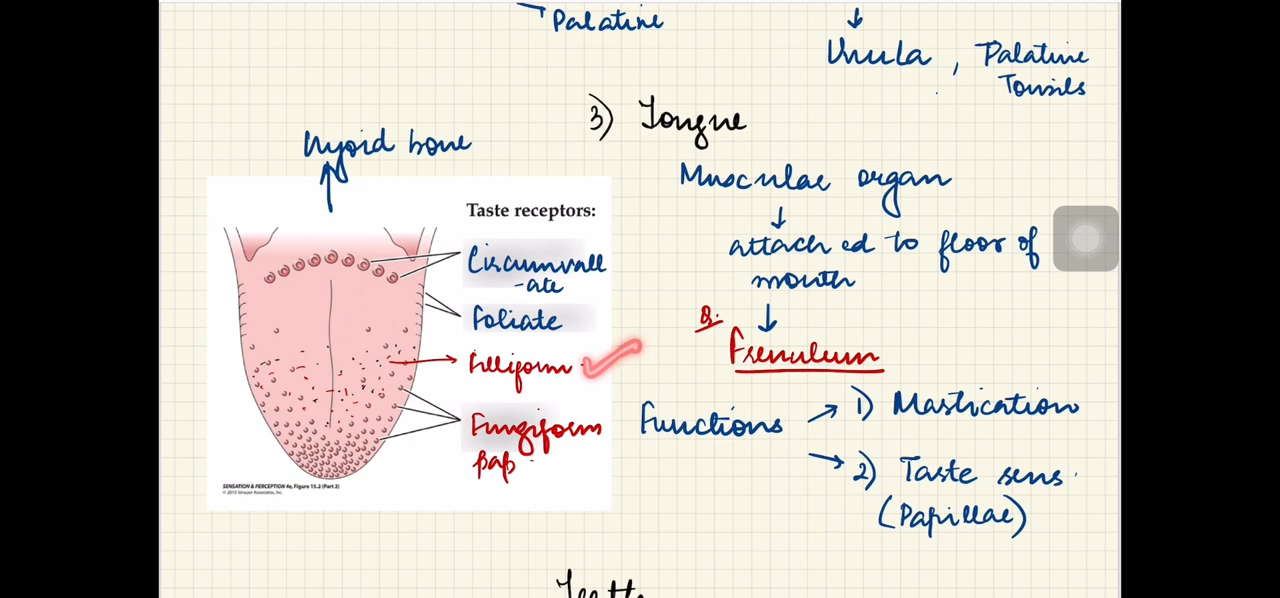 Palatine
Uvula, Palatine
Tonsils
3) Tongue
Hyoid bone
Muscular organ
attached to floor of
mouth
Q.
Frenulum
Taste receptors:
Circumvall
-ate
Foliate
Filliform
Fungiform
pap.
SENSATION & PERCEPTION 4e, Figure 15.2 (Part 2)
© 2015 Sinauer Associates, Inc.
Functions → 1) Mastication
→ 2) Taste sens.
(Papillae)
Teeth